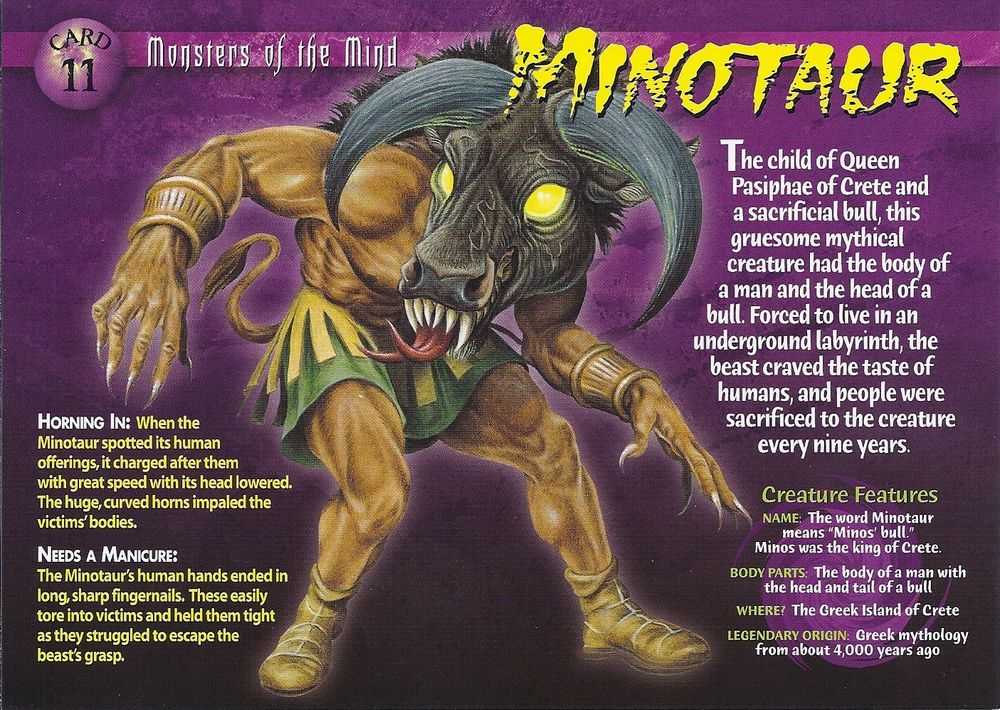 CARD
11
Monsters of the Mind
MINOTAUR
The child of Queen
Pasiphae of Crete and
a sacrificial bull, this
gruesome mythical
creature had the body of
a man and the head of a
bull. Forced to live in an
underground labyrinth, the
beast craved the taste of
humans, and people were
sacrificed to the creature
every nine years.
HORNING IN: When the
Minotaur spotted its human
offerings, it charged after them
with great speed with its head lowered.
The huge, curved horns impaled the
victims' bodies.
NEEDS A MANICURE:
The Minotaur's human hands ended in
long, sharp fingernails. These easily
tore into victims and held them tight
as they struggled to escape the
beast's grasp.
Creature Features
NAME: The word Minotaur
means "Minos' bull."
Minos was the king of Crete.
BODY PARTS: The body of a man with
the head and tail of a bull
WHERE? The Greek Island of Crete
LEGENDARY ORIGIN: Greek mythology
from about 4,000 years ago